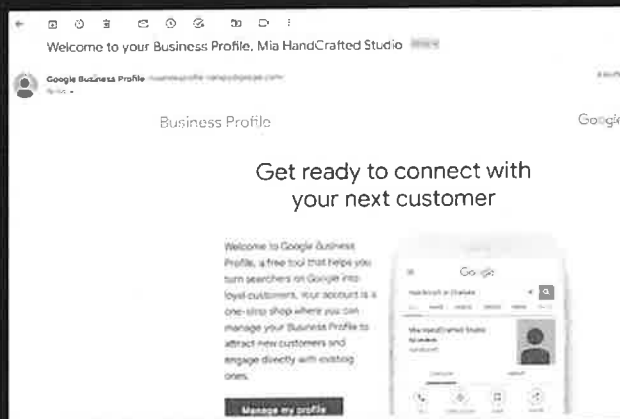 Welcome to your Business Profile, Mia HandCrafted Studio
Google Business Profile
Business Profile
Google
Get ready to connect with
your next customer
Welcome to Google Business
Profile, a free tool that helps you
turn searchers on Google into
loyal customers. Your account is a
one-stop shop where you can
manage your Business Profile to
attract new customers and
engage directly with existing
ones.
Manage my profile
Google
Mia HandCrafted Studio